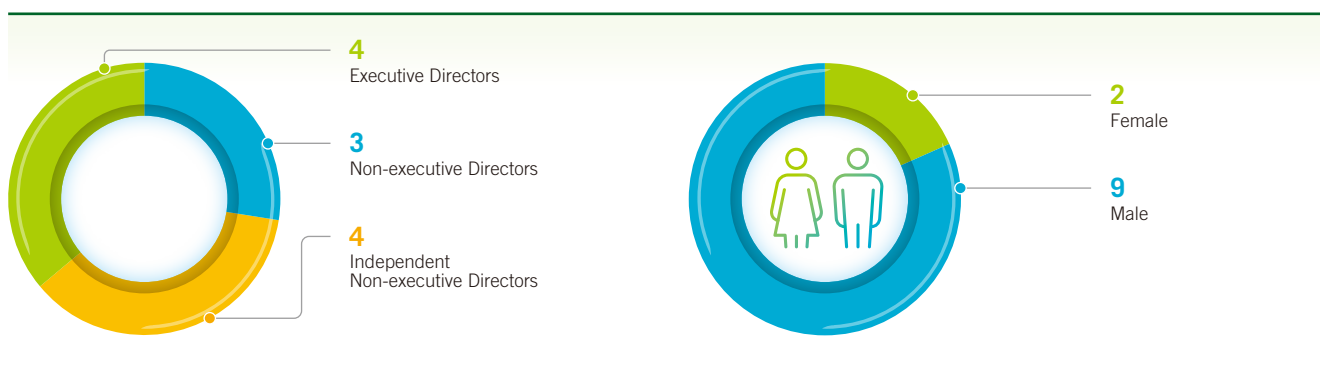 4
Executive Directors
3
Non-executive Directors
4
Independent
Non-executive Directors
2
Female
9
Male